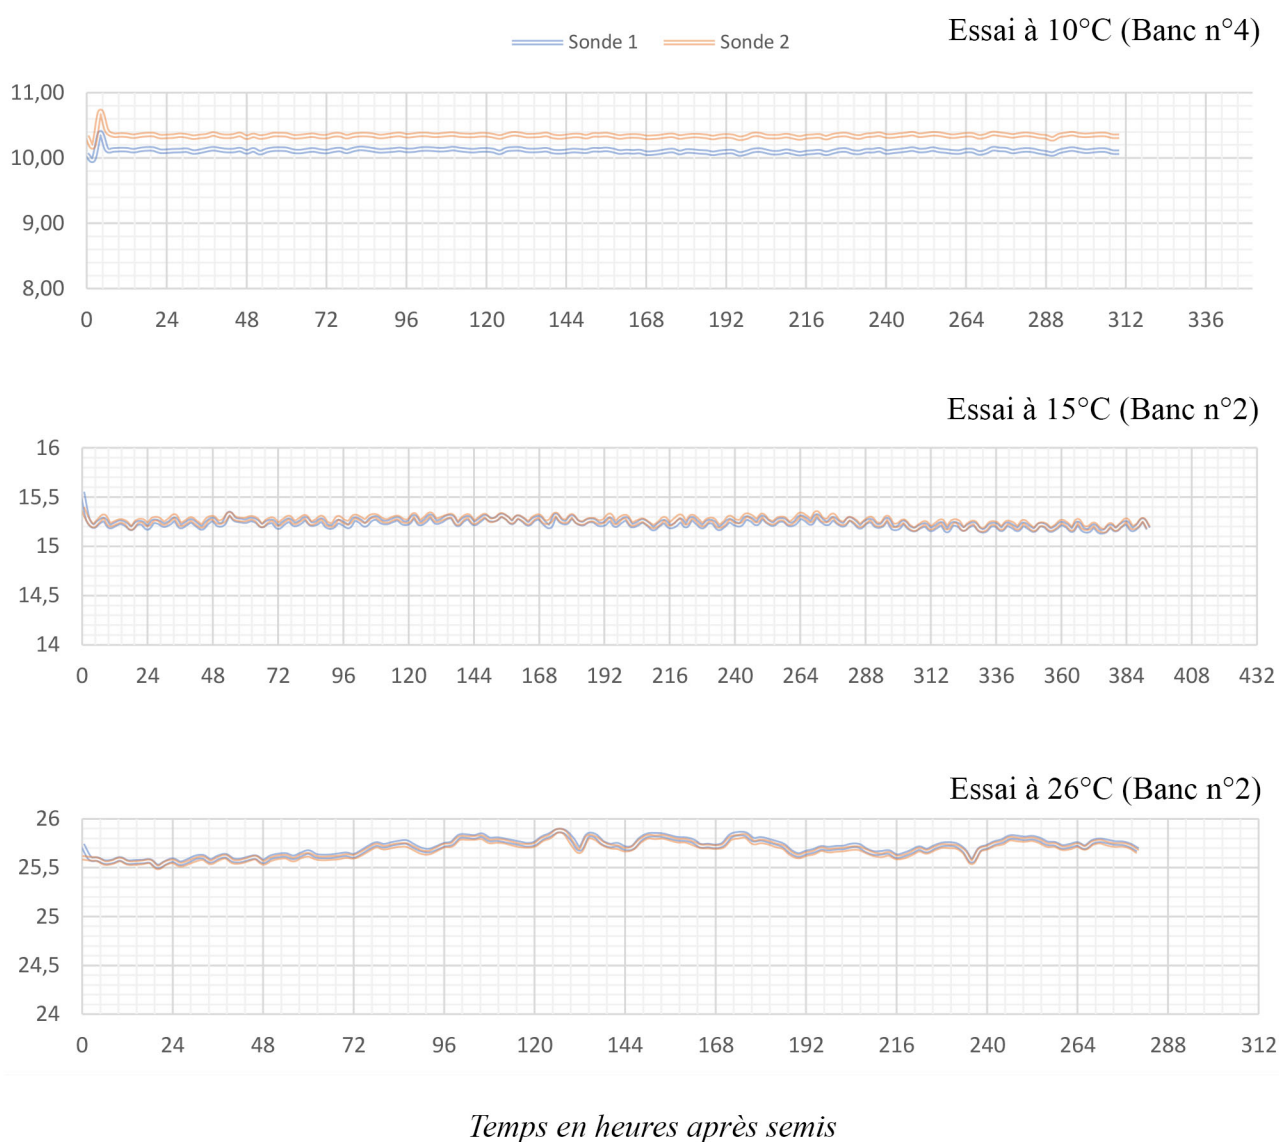 Essai à 10°C (Banc n°4)
Sonde 1 Sonde 2
11,00
10,00
9,00
8,00
0 24 48 72 96 120 144 168 192 216 240 264 288 312 336
Essai à 15°C (Banc n°2)
16
15,5
15
14,5
14
0 24 48 72 96 120 144 168 192 216 240 264 288 312 336 360 384 408 432
Essai à 26°C (Banc n°2)
26
25,5
25
24,5
24
0 24 48 72 96 120 144 168 192 216 240 264 288 312
Temps en heures après semis